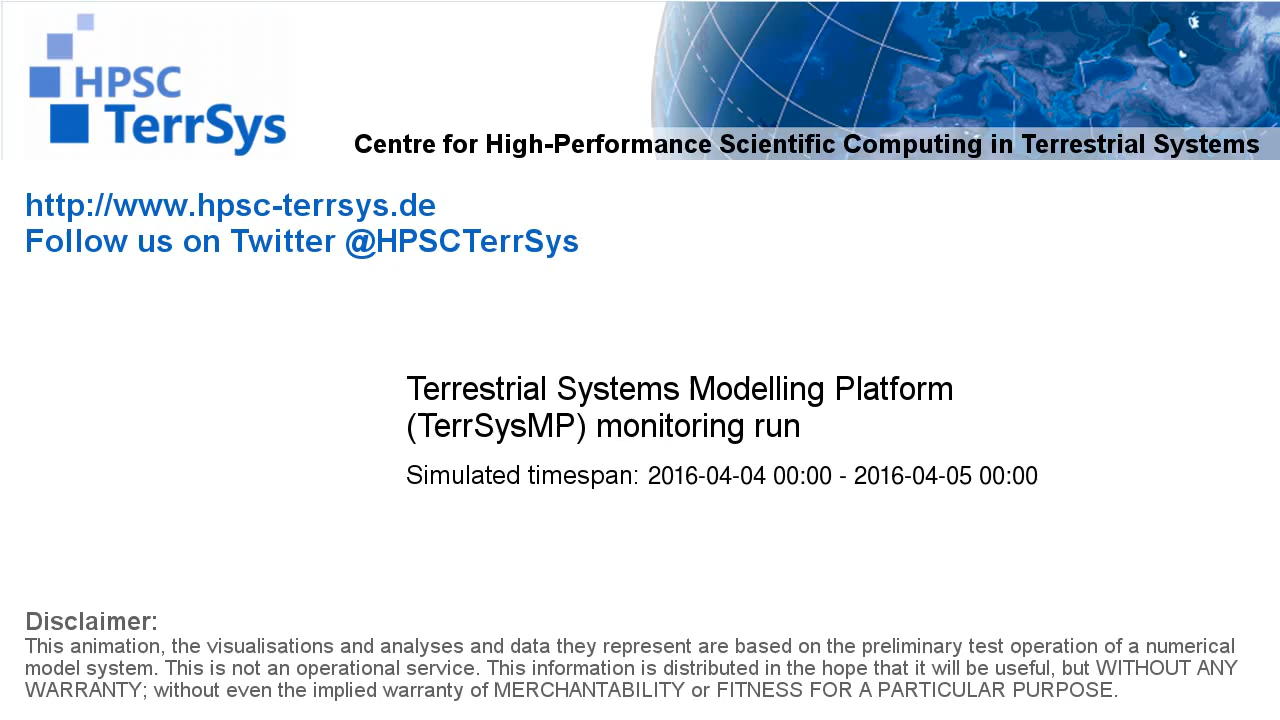 HPSC
TerrSys
Centre for High-Performance Scientific Computing in Terrestrial Systems
http://www.hpsc-terrsys.de
Follow us on Twitter @HPSCTerrSys
Terrestrial Systems Modelling Platform
(TerrSysMP) monitoring run
Simulated timespan: 2016-04-04 00:00 - 2016-04-05 00:00
Disclaimer:
This animation, the visualisations and analyses and data they represent are based on the preliminary test operation of a numerical
model system. This is not an operational service. This information is distributed in the hope that it will be useful, but WITHOUT ANY
WARRANTY; without even the implied warranty of MERCHANTABILITY or FITNESS FOR A PARTICULAR PURPOSE.